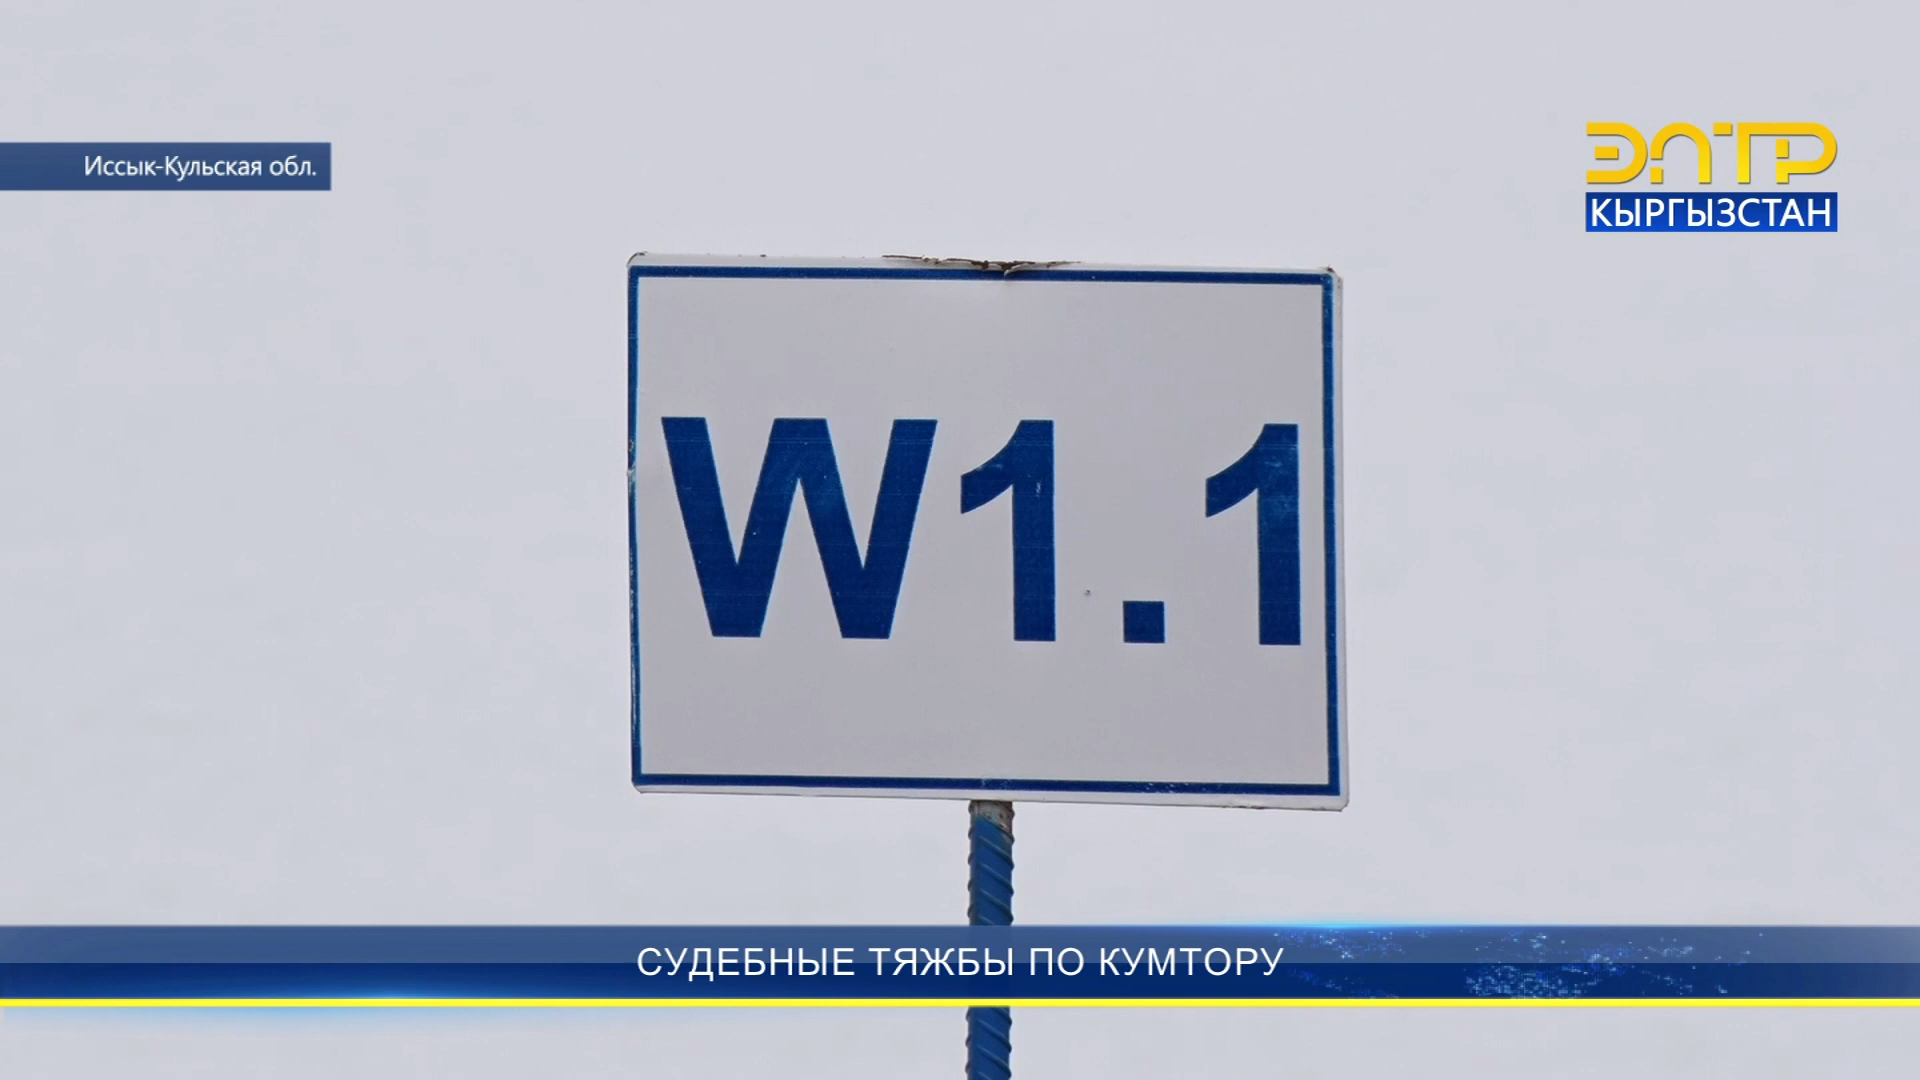 Иссык-Кульская обл.
ЭЛТР
КЫРГЫЗСТАН
W1.1
СУДЕБНЫЕ ТЯЖБЫ ПО КУМТОРУ